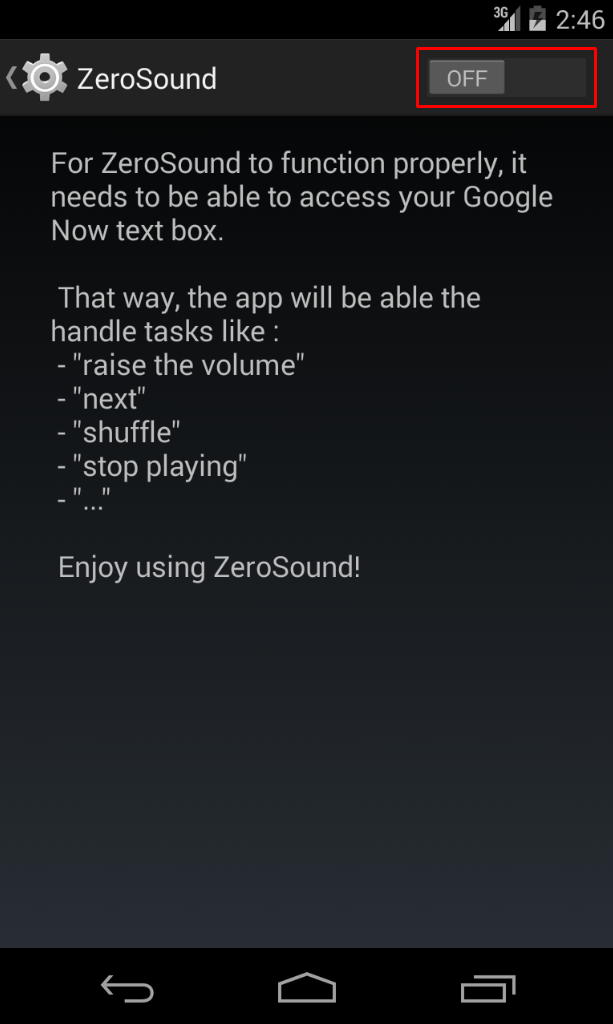 3G 2:46
ZeroSound OFF
For ZeroSound to function properly, it
needs to be able to access your Google
Now text box.
That way, the app will be able the
handle tasks like :
- "raise the volume"
- "next"
- "shuffle"
- "stop playing"
- "..."
Enjoy using ZeroSound!